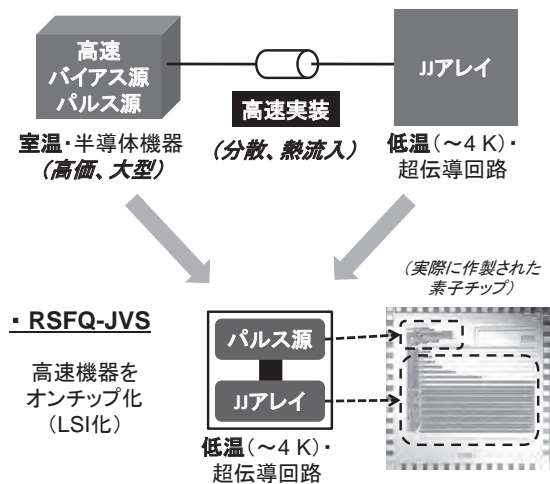 高速
バイアス源
パルス源
JJアレイ
高速実装
室温・半導体機器
(高価、大型)
(分散、熱流入)
低温(～4 K)・
超伝導回路
(実際に作製された
素子チップ)
・RSFQ-JVS
高速機器を
オンチップ化
(LSI化)
パルス源
JJアレイ
低温(～4 K)・
超伝導回路